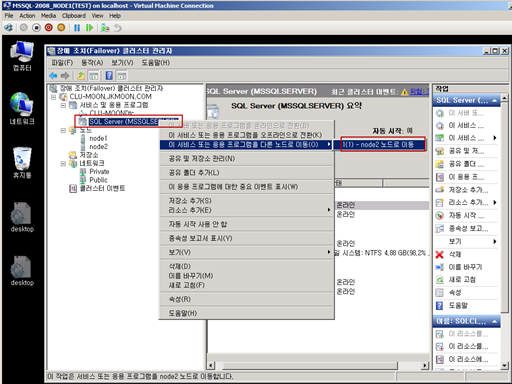 MSSQL-2008_NODE1(TEST) on localhost - Virtual Machine Connection
File Action Media Clipboard View Help
컴퓨터
네트워크
휴지통
desktop
desktop
장애 조치(Failover) 클러스터 관리자
파일(F) 동작(A) 보기(V) 도움말(H)
장애 조치(Failover) 클러스터 관리자
CLU-MOON.JKMOON.COM
서비스 및 응용 프로그램
CLU-MOONDtc
SQL Server (MSSQLSE
노드
node1
node2
저장소
네트워크
Private
Public
클러스터 이벤트
SQL Server (MSSQLSERVER) 최근 클러스터 이벤트:
SQL Server (MSSQLSERVER) 요약
자동 시작: 예
이 서비스 또는 응용 프로그램을 온라인으로 전환(B)
이 서비스 또는 응용 프로그램을 오프라인으로 전환(K)
이 서비스 또는 응용 프로그램을 다른 노드로 이동(O)
1(1) - node2 노드로 이동
공유 및 저장소 관리(N)
공유 폴더 추가(L)
이 응용 프로그램에 대한 중요 이벤트 표시(W)
저장소 추가(S)
리소스 추가(E)
자동 시작 사용 안 함
종속성 보고서 표시(Y)
보기(V)
삭제(D)
이름 바꾸기(M)
새로 고침(F)
속성(R)
도움말(H)
상태
온라인
온라인
일 시스템: NTFS 4.88 GB(98.2%,
온라인
온라인
작업
SQL Server (...
이 서비스 또...
이 서비스 ...
이 서비스 ...
공유 및 ...
공유 폴더 ...
이 응용 프...
저장소 추가...
리소스 추...
자동 시작 ...
종속성 보...
보기
삭제
이름 바꾸기
새로 고침
속성
도움말
이름: SQLCL...
이 리소스를...
이 리소스를...
이 리소스에...
이 작업은 서비스 또는 응용 프로그램을 node2 노드로 이동합니다.